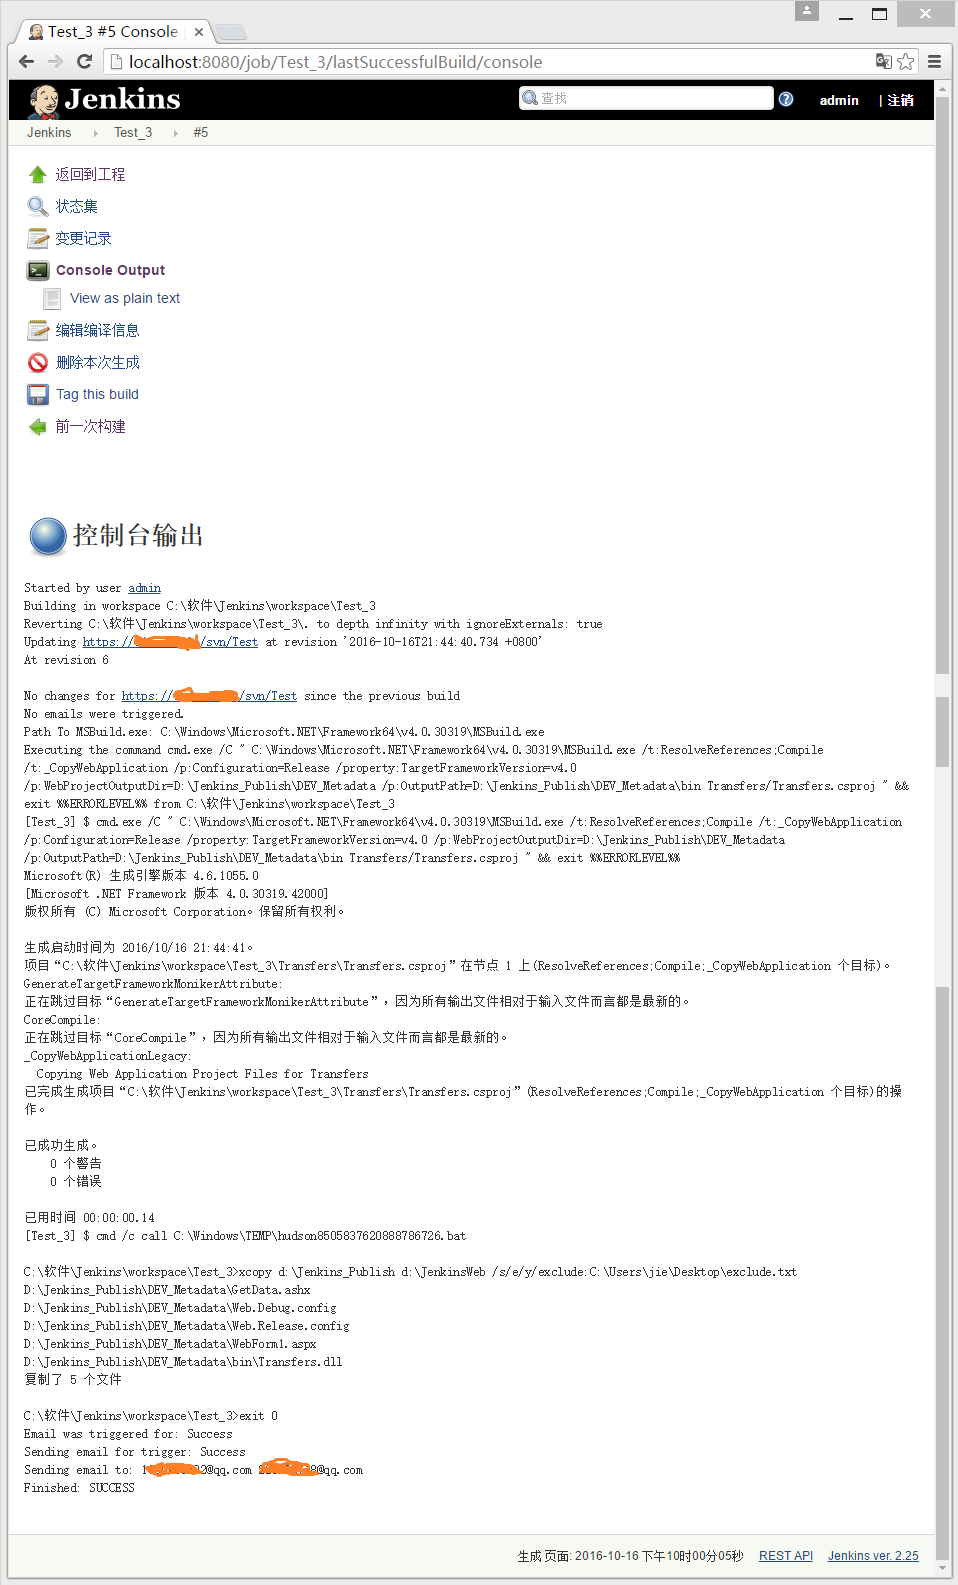 Test_3 #5 Console
localhost:8080/job/Test_3/lastSuccessfulBuild/console
Jenkins
查找
admin
| 注销
Jenkins
Test_3
#5
返回到工程
状态集
变更记录
Console Output
View as plain text
编辑编译信息
删除本次生成
Tag this build
前一次构建
控制台输出
Started by user admin
Building in workspace C:\软件\Jenkins\workspace\Test_3
Reverting C:\软件\Jenkins\workspace\Test_3\. to depth infinity with ignoreExternals: true
Updating https:// /svn/Test at revision '2016-10-16T21:44:40.734 +0800'
At revision 6
No changes for https:// /svn/Test since the previous build
No emails were triggered.
Path To MSBuild.exe: C:\Windows\Microsoft.NET\Framework64\v4.0.30319\MSBuild.exe
Executing the command cmd.exe /C " C:\Windows\Microsoft.NET\Framework64\v4.0.30319\MSBuild.exe /t:ResolveReferences;Compile
/t:_CopyWebApplication /p:Configuration=Release /property:TargetFrameworkVersion=v4.0
/p:WebProjectOutputDir=D:\Jenkins_Publish\DEV_Metadata /p:OutputPath=D:\Jenkins_Publish\DEV_Metadata\bin Transfers/Transfers.csproj " &&
exit %%ERRORLEVEL%% from C:\软件\Jenkins\workspace\Test_3
[Test_3] $ cmd.exe /C " C:\Windows\Microsoft.NET\Framework64\v4.0.30319\MSBuild.exe /t:ResolveReferences;Compile /t:_CopyWebApplication
/p:Configuration=Release /property:TargetFrameworkVersion=v4.0 /p:WebProjectOutputDir=D:\Jenkins_Publish\DEV_Metadata
/p:OutputPath=D:\Jenkins_Publish\DEV_Metadata\bin Transfers/Transfers.csproj " && exit %%ERRORLEVEL%%
Microsoft(R) 生成引擎版本 4.6.1055.0
[Microsoft .NET Framework 版本 4.0.30319.42000]
版权所有 (C) Microsoft Corporation。保留所有权利。
生成启动时间为 2016/10/16 21:44:41。
项目“C:\软件\Jenkins\workspace\Test_3\Transfers\Transfers.csproj”在节点 1 上(ResolveReferences;Compile;_CopyWebApplication 个目标)。
GenerateTargetFrameworkMonikerAttribute:
正在跳过目标“GenerateTargetFrameworkMonikerAttribute”，因为所有输出文件相对于输入文件而言都是最新的。
CoreCompile:
正在跳过目标“CoreCompile”，因为所有输出文件相对于输入文件而言都是最新的。
_CopyWebApplicationLegacy:
Copying Web Application Project Files for Transfers
已完成生成项目“C:\软件\Jenkins\workspace\Test_3\Transfers\Transfers.csproj”(ResolveReferences;Compile;_CopyWebApplication 个目标)的操
作。
已成功生成。
0 个警告
0 个错误
已用时间 00:00:00.14
[Test_3] $ cmd /c call C:\Windows\TEMP\hudson8505837620888786726.bat
C:\软件\Jenkins\workspace\Test_3>xcopy d:\Jenkins_Publish d:\JenkinsWeb /s/e/y/exclude:C:\Users\jie\Desktop\exclude.txt
D:\Jenkins_Publish\DEV_Metadata\GetData.ashx
D:\Jenkins_Publish\DEV_Metadata\Web.Debug.config
D:\Jenkins_Publish\DEV_Metadata\Web.Release.config
D:\Jenkins_Publish\DEV_Metadata\WebForm1.aspx
D:\Jenkins_Publish\DEV_Metadata\bin\Transfers.dll
复制了 5 个文件
C:\软件\Jenkins\workspace\Test_3>exit 0
Email was triggered for: Success
Sending email for trigger: Success
Sending email to: @qq.com @qq.com
Finished: SUCCESS
生成 页面: 2016-10-16 下午10时00分05秒
REST API
Jenkins ver. 2.25